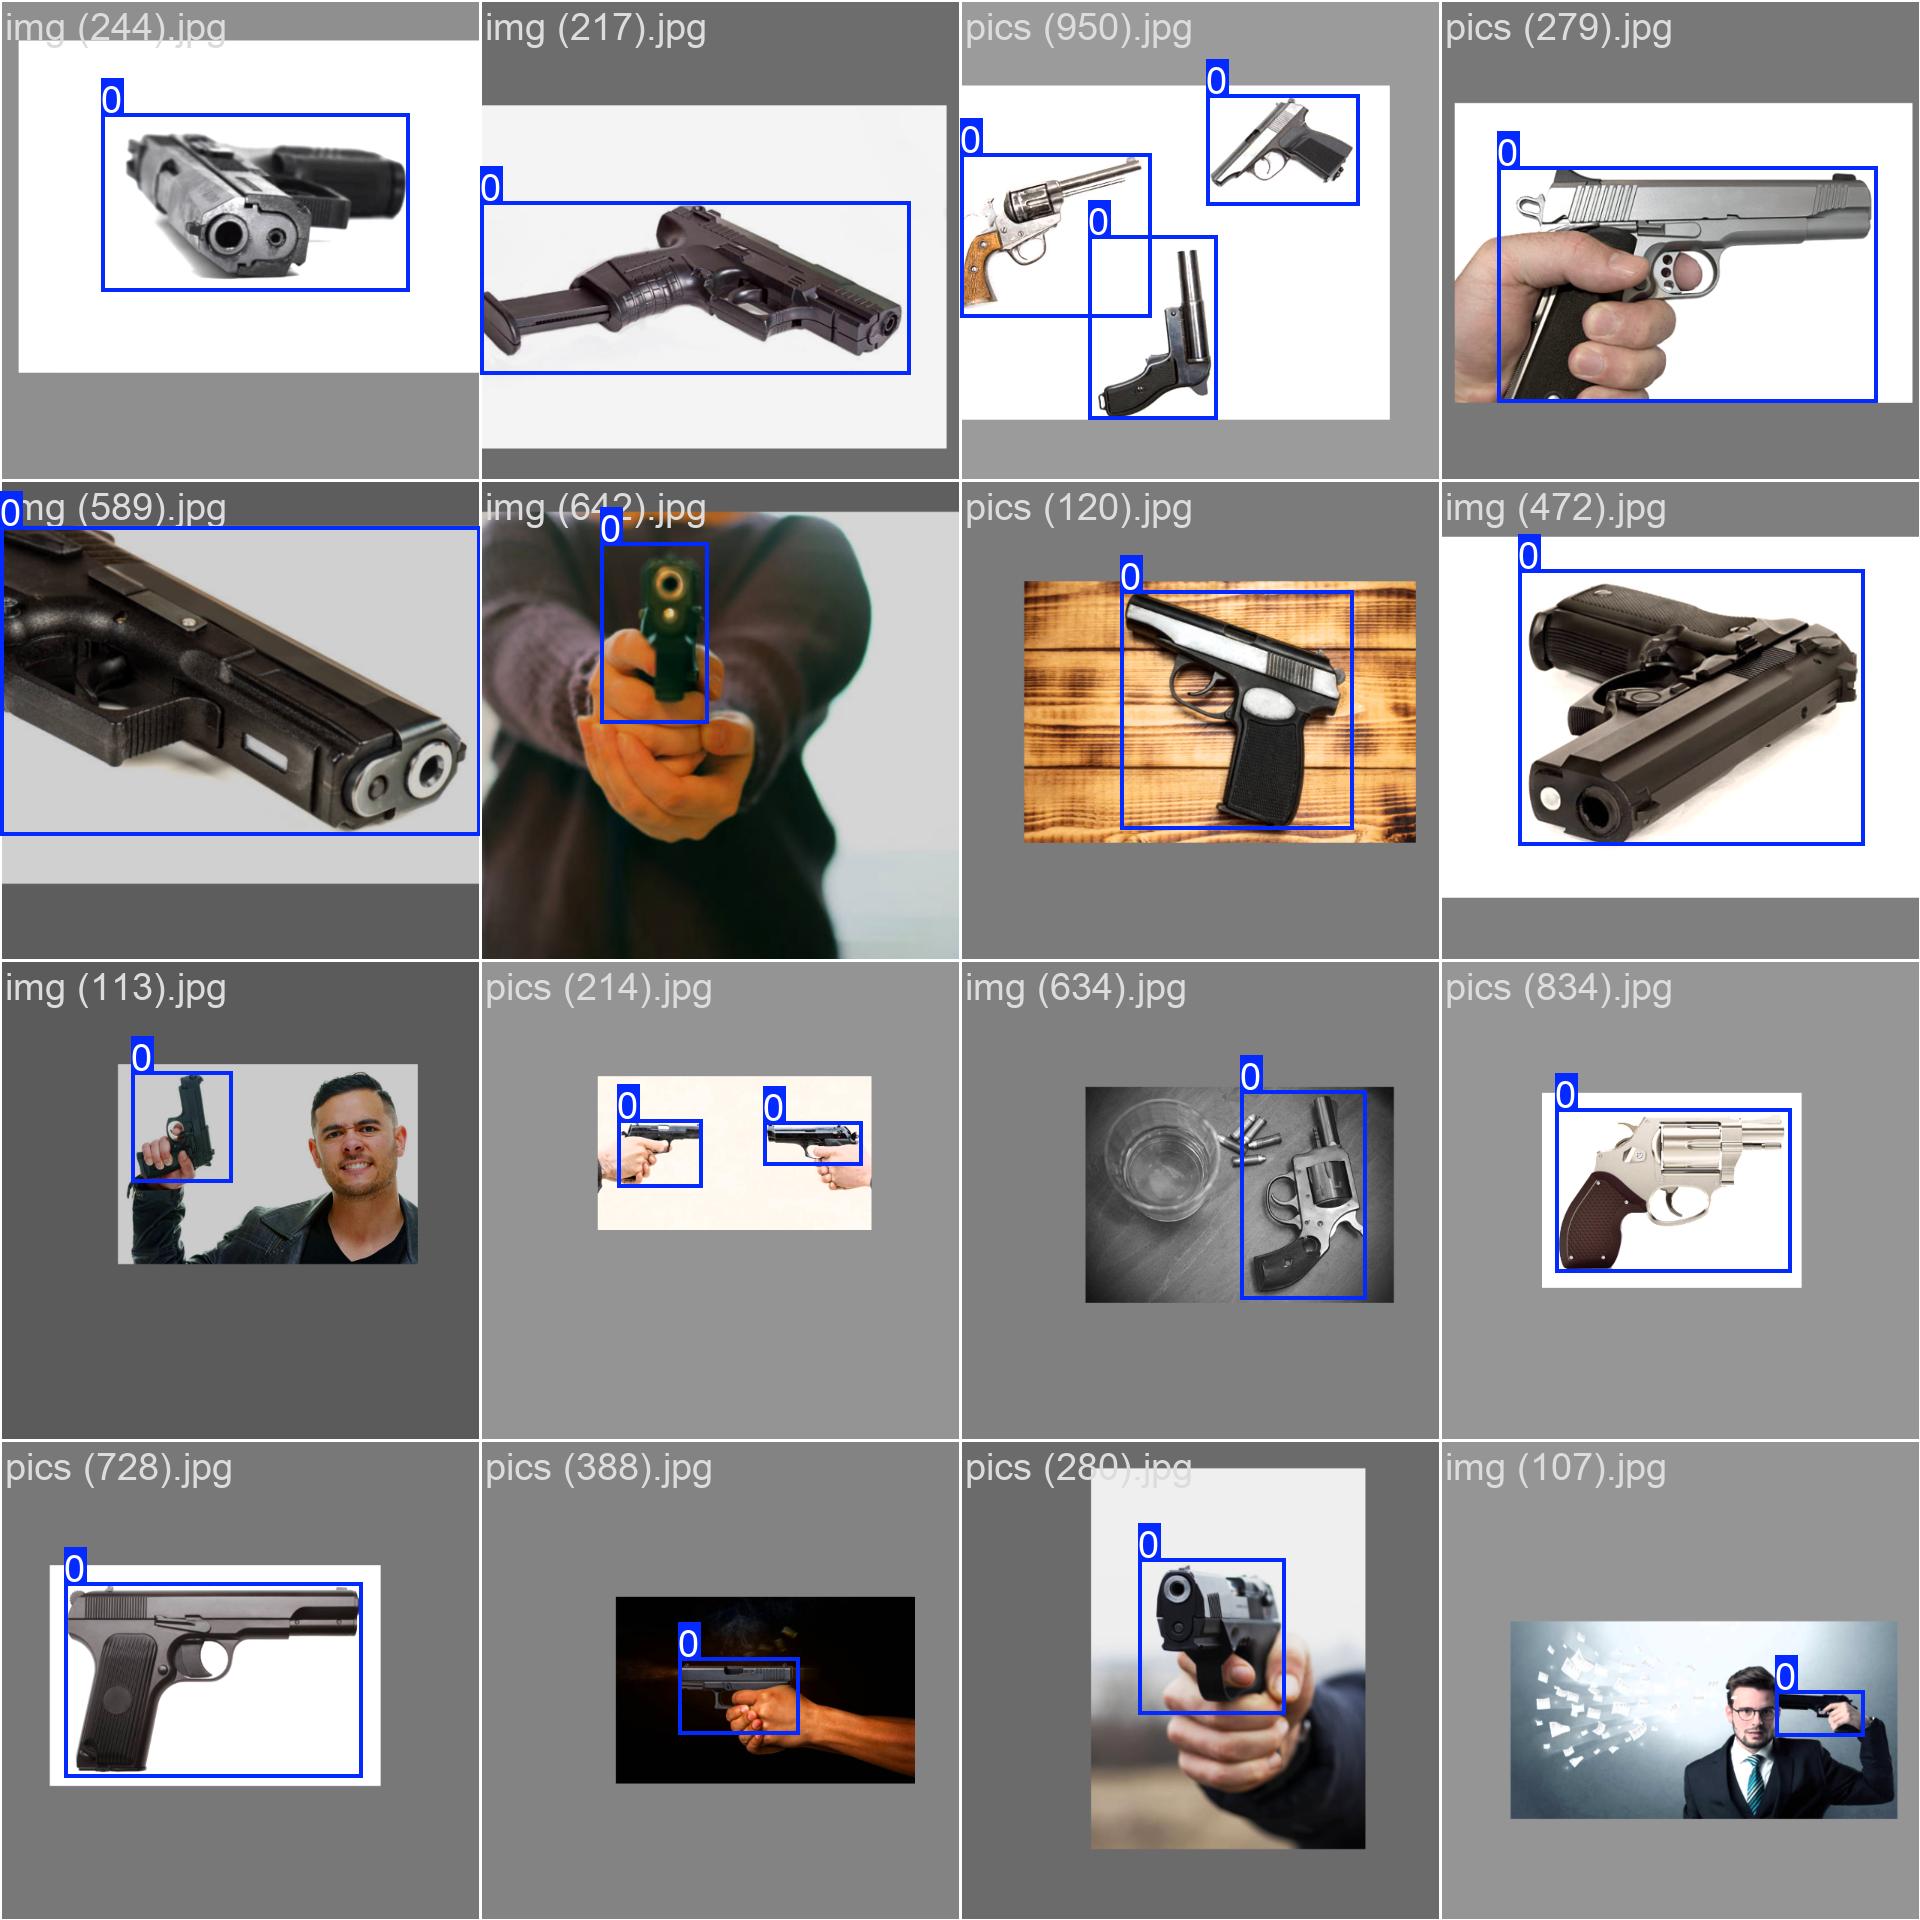 img (244).jpg
0
img (217).jpg
0
pics (950).jpg
0
0
0
pics (279).jpg
0
img (589).jpg
0
img (642).jpg
0
pics (120).jpg
0
img (472).jpg
0
img (113).jpg
0
pics (214).jpg
0
0
img (634).jpg
0
pics (834).jpg
0
pics (728).jpg
0
pics (388).jpg
0
pics (280).jpg
0
img (107).jpg
0